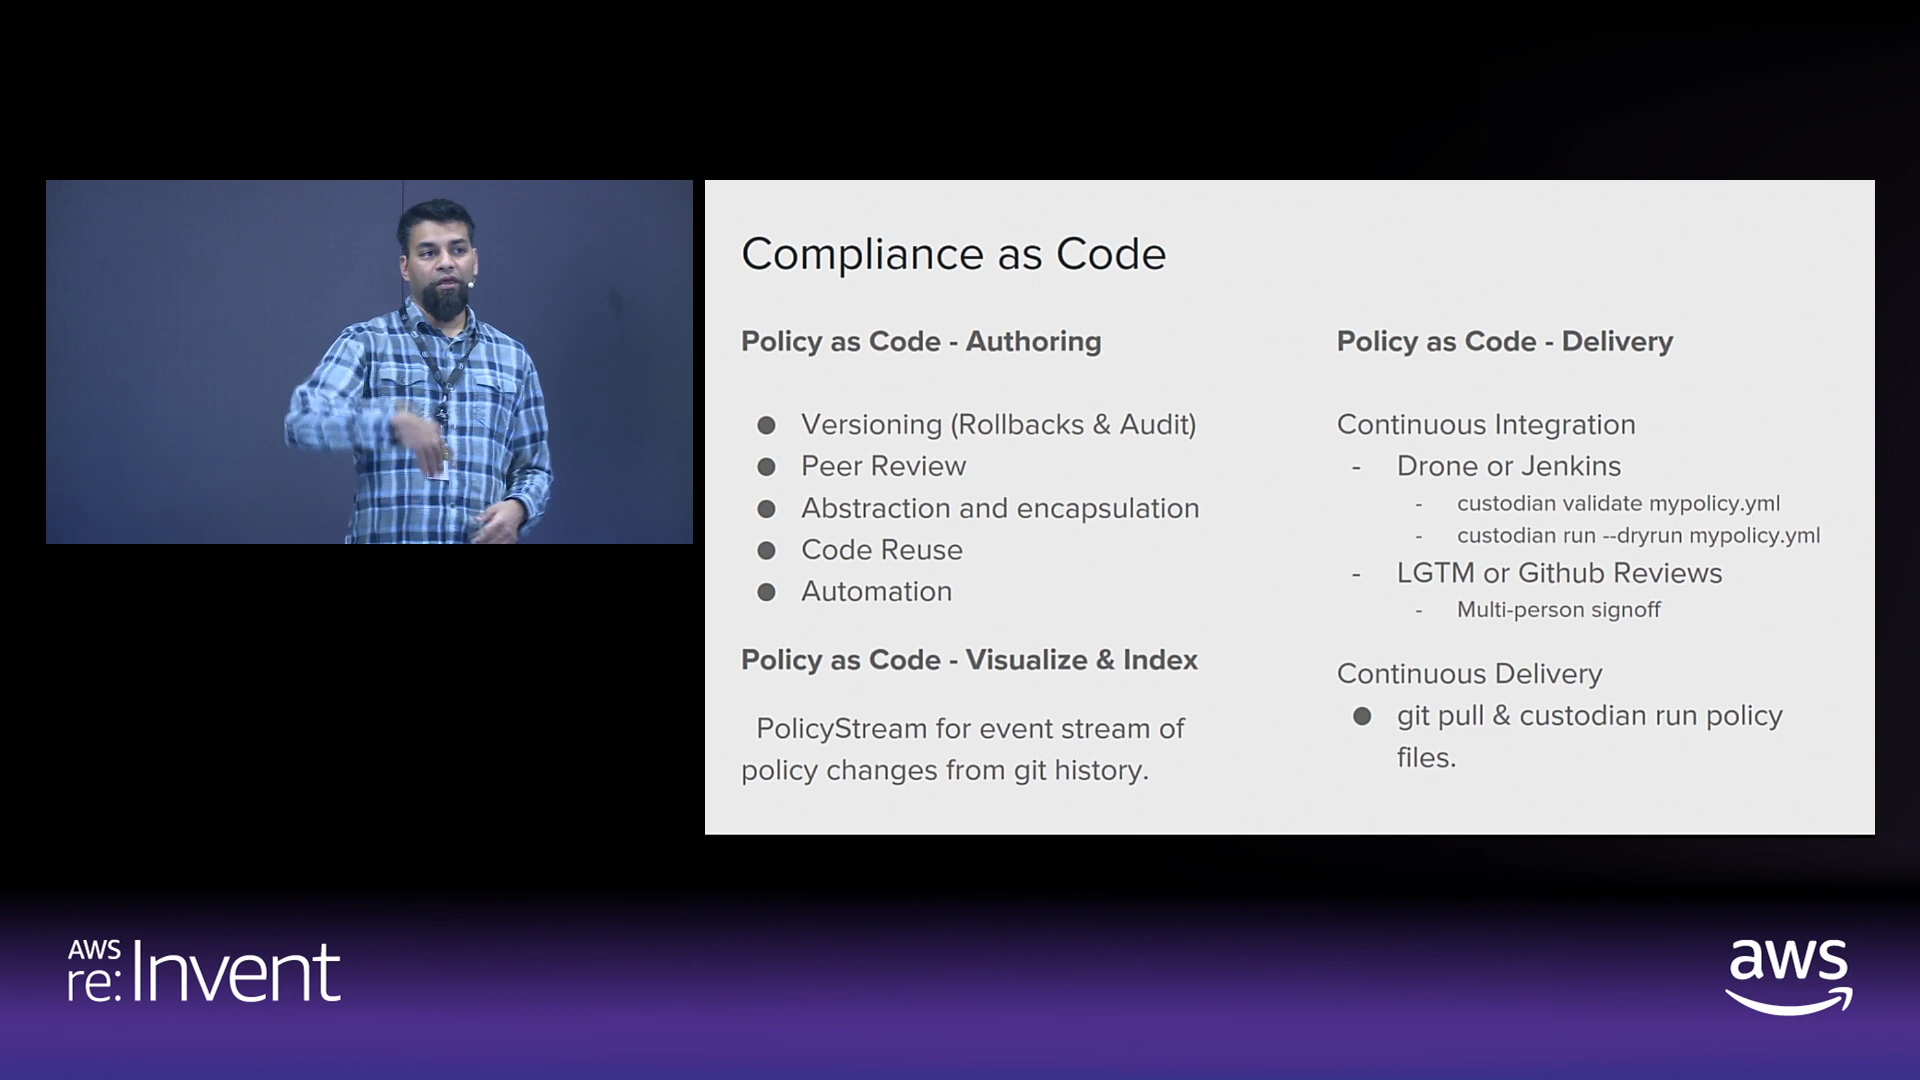 Compliance as Code
Policy as Code - Authoring
● Versioning (Rollbacks & Audit)
● Peer Review
● Abstraction and encapsulation
● Code Reuse
● Automation
Policy as Code - Visualize & Index
PolicyStream for event stream of
policy changes from git history.
Policy as Code - Delivery
Continuous Integration
- Drone or Jenkins
- custodian validate mypolicy.yml
- custodian run --dryrun mypolicy.yml
- LGTM or Github Reviews
- Multi-person signoff
Continuous Delivery
● git pull & custodian run policy
files.
AWS
re:Invent
aws